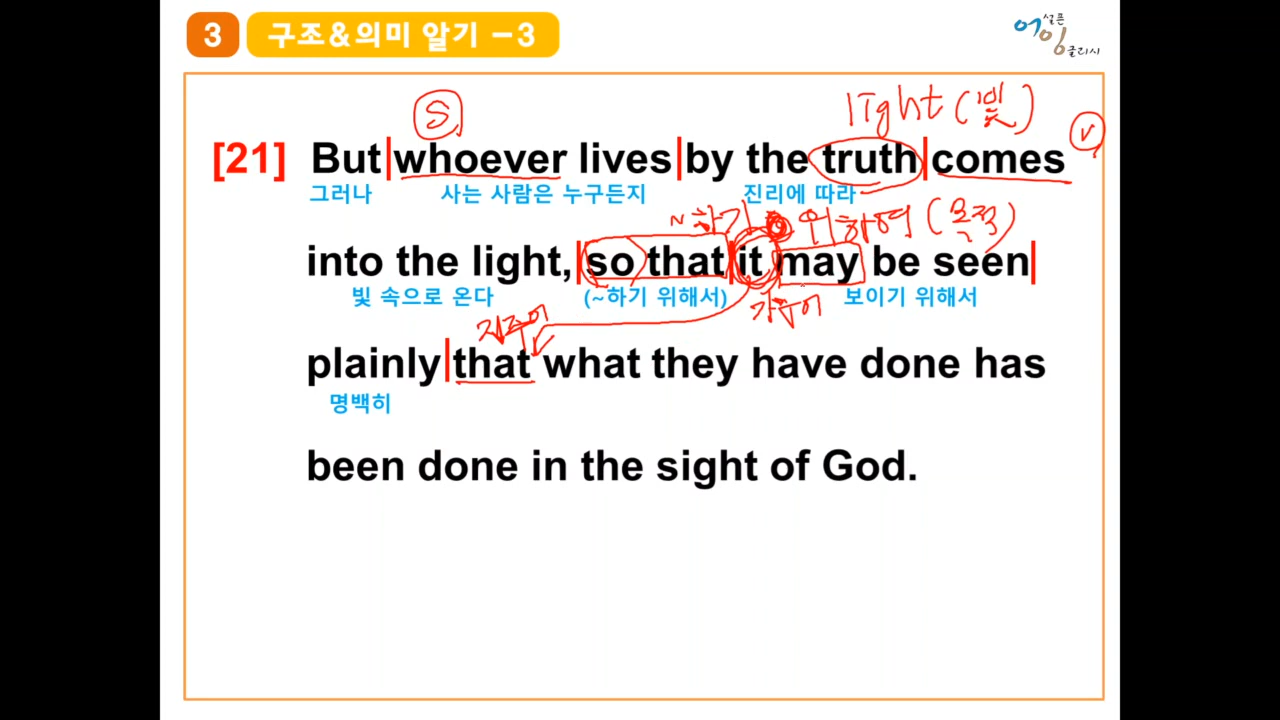 3 구조&의미 알기 -3
어설픈 잉글리시
light (빛)
S
V
[21] But whoever lives by the truth comes
그러나 사는 사람은 누구든지 진리에 따라
~하기 위하여 (목적)
into the light, so that it may be seen
빛 속으로 온다 (~하기 위해서) 보이기 위해서
진주어 가주어
plainly that what they have done has
명백히
been done in the sight of God.